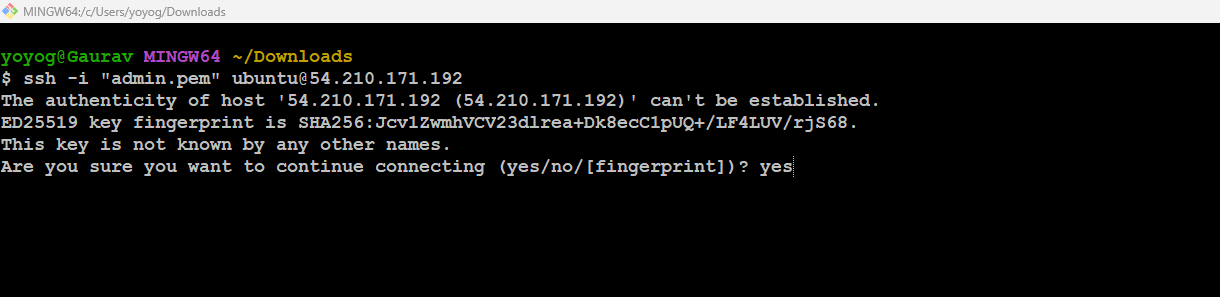 MINGW64:/c/Users/yoyog/Downloads
yoyog@Gaurav MINGW64 ~/Downloads
$ ssh -i "admin.pem" ubuntu@54.210.171.192
The authenticity of host '54.210.171.192 (54.210.171.192)' can't be established.
ED25519 key fingerprint is SHA256:Jcv1ZwmhVCV23dlrea+Dk8ecC1pUQ+/LF4LUV/rjS68.
This key is not known by any other names.
Are you sure you want to continue connecting (yes/no/[fingerprint])? yes